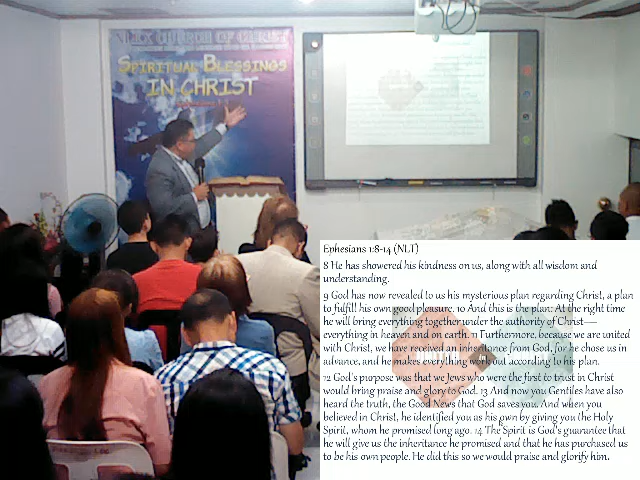 CHURCH OF CHRIST
SPIRITUAL BLESSINGS
IN CHRIST
Ephesians 1:8-14 (NLT)
8 He has showered his kindness on us, along with all wisdom and
understanding.
9 God has now revealed to us his mysterious plan regarding Christ, a plan
to fulfill his own good pleasure. 10 And this is the plan: At the right time
he will bring everything together under the authority of Christ—
everything in heaven and on earth. 11 Furthermore, because we are united
with Christ, we have received an inheritance from God, for he chose us in
advance, and he makes everything work out according to his plan.
12 God's purpose was that we Jews who were the first to trust in Christ
would bring praise and glory to God. 13 And now you Gentiles have also
heard the truth, the Good News that God saves you. And when you
believed in Christ, he identified you as his own by giving you the Holy
Spirit, whom he promised long ago. 14 The Spirit is God's guarantee that
he will give us the inheritance he promised and that he has purchased us
to be his own people. He did this so we would praise and glorify him.